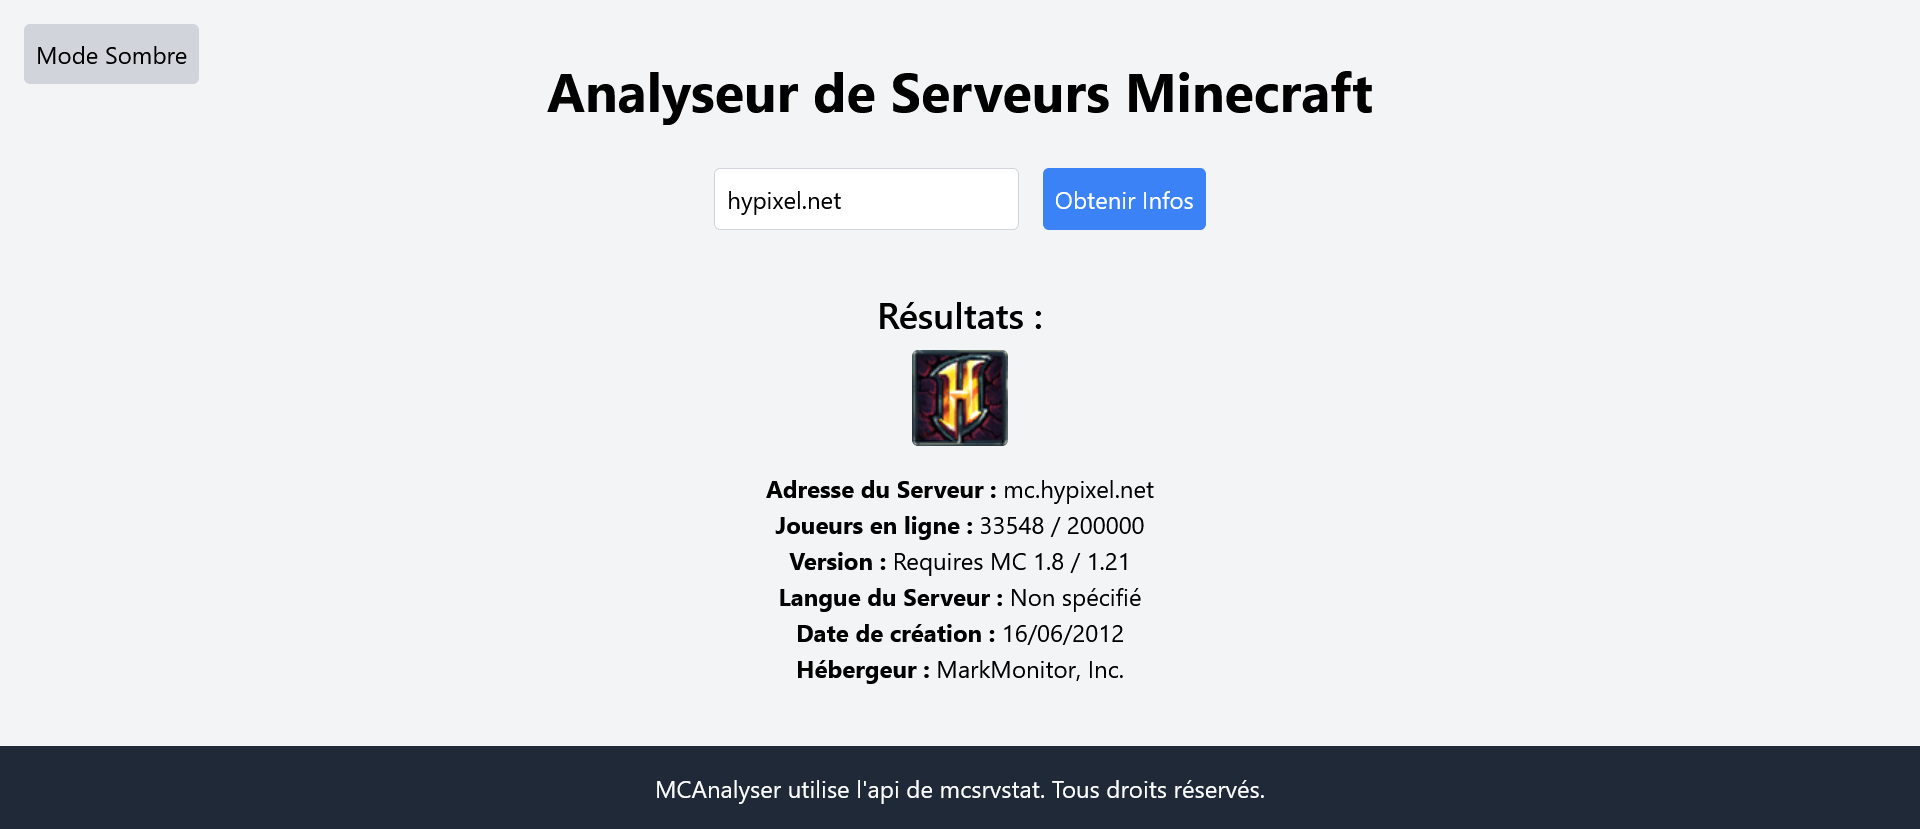 Mode Sombre
Analyseur de Serveurs Minecraft
hypixel.net
Obtenir Infos
Résultats :
H
Adresse du Serveur : mc.hypixel.net
Joueurs en ligne : 33548 / 200000
Version : Requires MC 1.8 / 1.21
Langue du Serveur : Non spécifié
Date de création : 16/06/2012
Hébergeur : MarkMonitor, Inc.
MCAnalyser utilise l'api de mcsrvstat. Tous droits réservés.